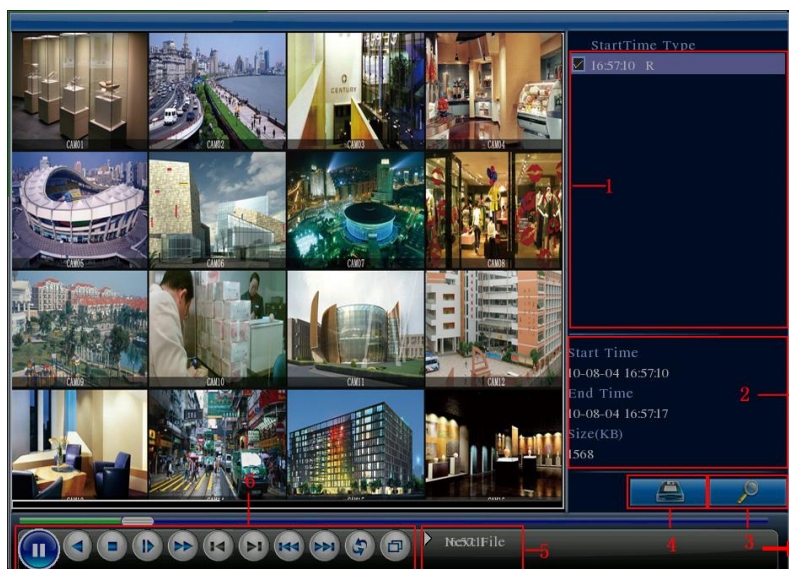 StartTime Type
16:57:10 R
CENTURY
CAM01
CAM02
CAM03
CAM04
1
CAM05
CAM06
CAM07
CAM08
CAM09
CAM10
CAM11
CAM12
Start Time
10-08-04 16:57:10
End Time
10-08-04 16:57:17
Size(KB)
1568
2
6
4
3
5